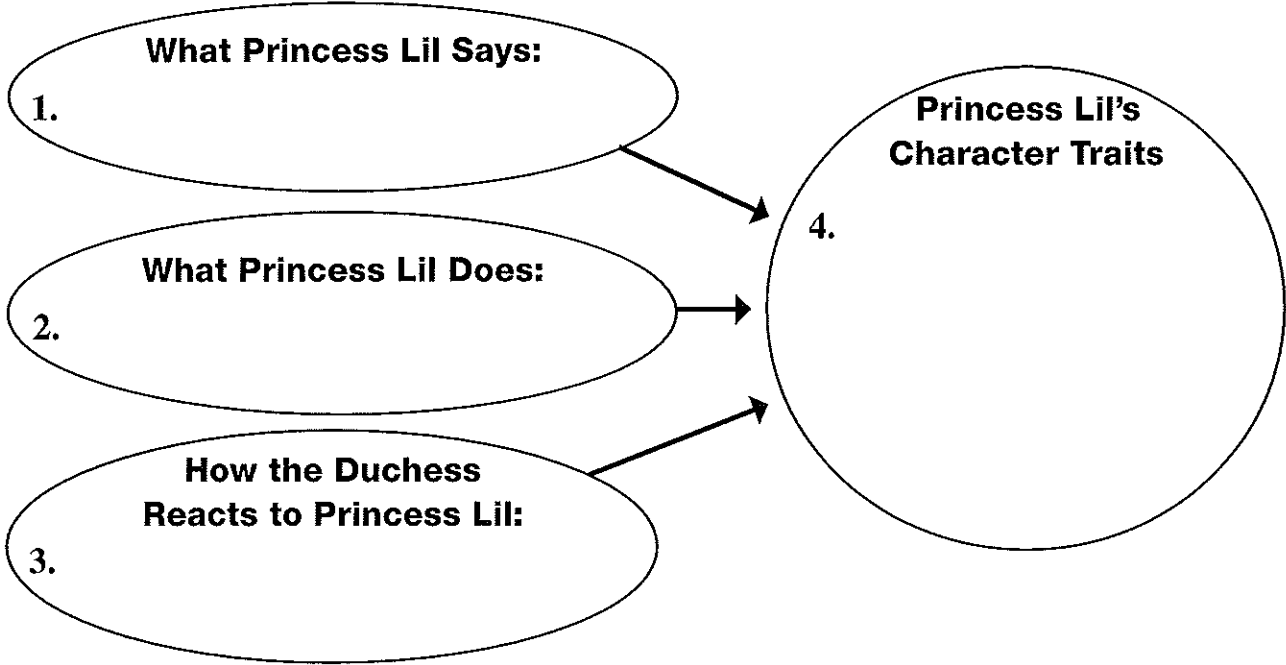 What Princess Lil Says:
1.
What Princess Lil Does:
2.
How the Duchess
Reacts to Princess Lil:
3.
Princess Lil's
Character Traits
4.